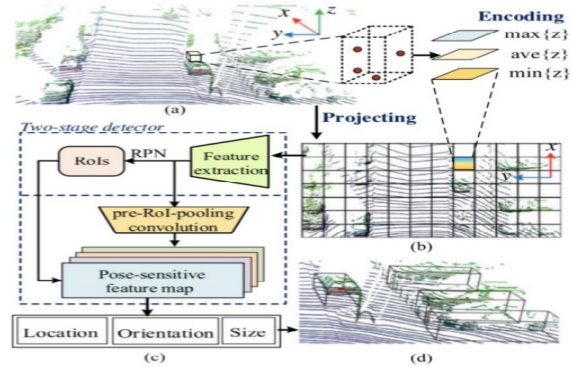 Encoding
z
x
y
max{z}
ave{z}
min{z}
(a)
Projecting
Two-stage detector
RoIs
RPN
Feature
extraction
x
y
pre-RoI-pooling
convolution
(b)
Pose-sensitive
feature map
Location
Orientation
Size
(c)
(d)